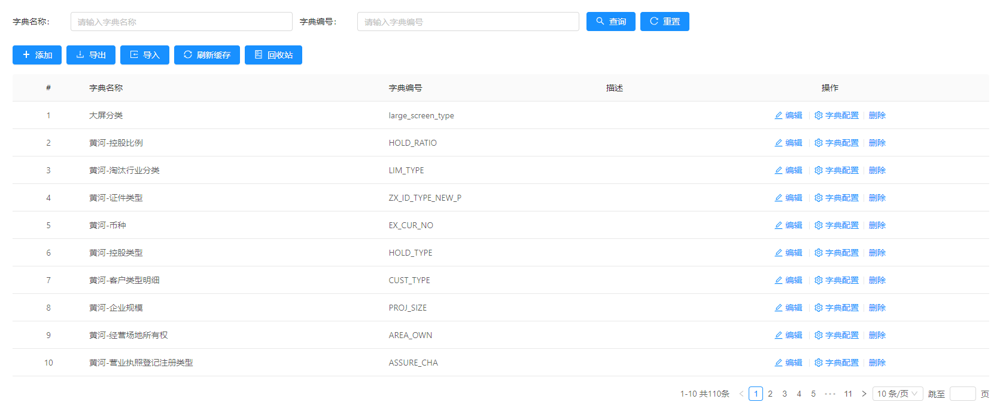 字典名称： 请输入字典名称 字典编号： 请输入字典编号 查询 重置
添加 导出 导入 刷新缓存 回收站
# 字典名称 字典编号 描述 操作
1 大屏分类 large_screen_type 编辑 字典配置 删除
2 黄河-控股比例 HOLD_RATIO 编辑 字典配置 删除
3 黄河-淘汰行业分类 LIM_TYPE 编辑 字典配置 删除
4 黄河-证件类型 ZX_ID_TYPE_NEW_P 编辑 字典配置 删除
5 黄河-币种 EX_CUR_NO 编辑 字典配置 删除
6 黄河-控股类型 HOLD_TYPE 编辑 字典配置 删除
7 黄河-客户类型明细 CUST_TYPE 编辑 字典配置 删除
8 黄河-企业规模 PROJ_SIZE 编辑 字典配置 删除
9 黄河-经营场地所有权 AREA_OWN 编辑 字典配置 删除
10 黄河-营业执照登记注册类型 ASSURE_CHA 编辑 字典配置 删除
1-10 共110条 < 1 2 3 4 5 ••• 11 > 10 条/页 跳至 页